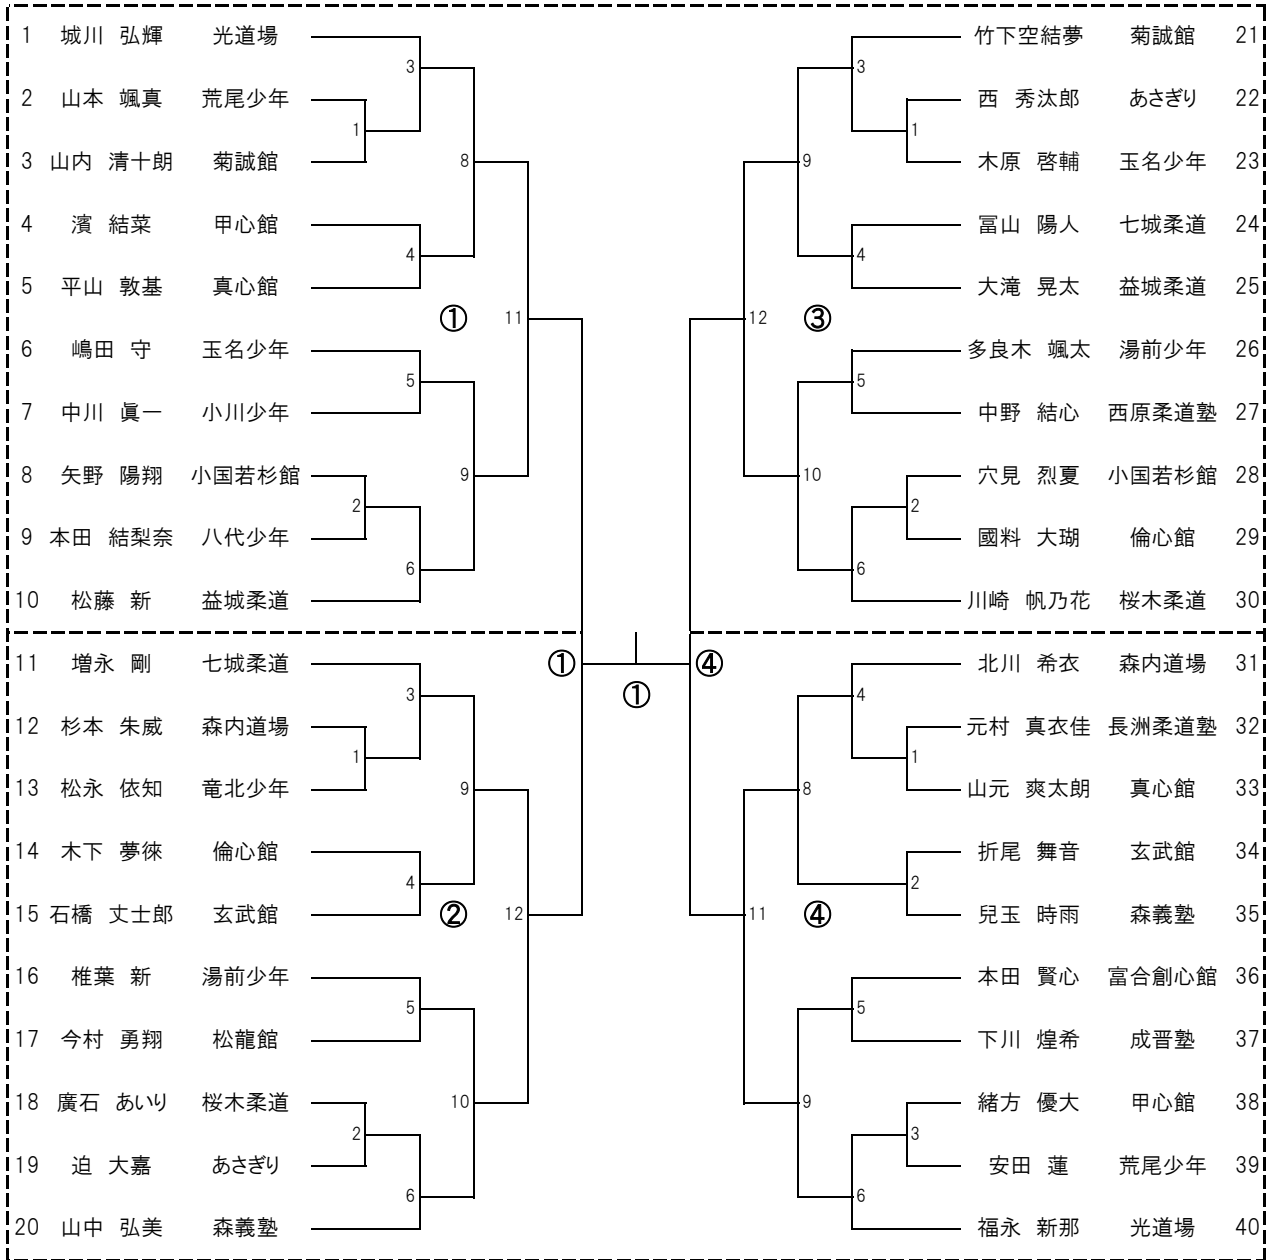 1 城川 弘輝 光道場
3
2 山本 颯真 荒尾少年
1
3 山内 清十朗 菊誠館
8
4 濱 結菜 甲心館
4
5 平山 敦基 真心館
① 11
6 嶋田 守 玉名少年
5
7 中川 眞一 小川少年
8 矢野 陽翔 小国若杉館
9
2
9 本田 結梨奈 八代少年
6
10 松藤 新 益城柔道
11 増永 剛 七城柔道
3
12 杉本 朱威 森内道場
1
13 松永 依知 竜北少年
9
14 木下 夢徠 倫心館
4
15 石橋 丈士郎 玄武館
② 12
16 椎葉 新 湯前少年
5
17 今村 勇翔 松龍館
18 廣石 あいり 桜木柔道
10
2
19 迫 大嘉 あさぎり
6
20 山中 弘美 森義塾
① ④
①
竹下空結夢 菊誠館 21
3
西 秀汰郎 あさぎり 22
1
木原 啓輔 玉名少年 23
9
冨山 陽人 七城柔道 24
4
大滝 晃太 益城柔道 25
12 ③
多良木 颯太 湯前少年 26
5
中野 結心 西原柔道塾 27
穴見 烈夏 小国若杉館 28
10
2
國料 大瑚 倫心館 29
6
川崎 帆乃花 桜木柔道 30
北川 希衣 森内道場 31
4
元村 真衣佳 長洲柔道塾 32
1
山元 爽太朗 真心館 33
8
折尾 舞音 玄武館 34
2
兒玉 時雨 森義塾 35
11 ④
本田 賢心 富合創心館 36
5
下川 煌希 成晋塾 37
緒方 優大 甲心館 38
9
3
安田 蓮 荒尾少年 39
6
福永 新那 光道場 40